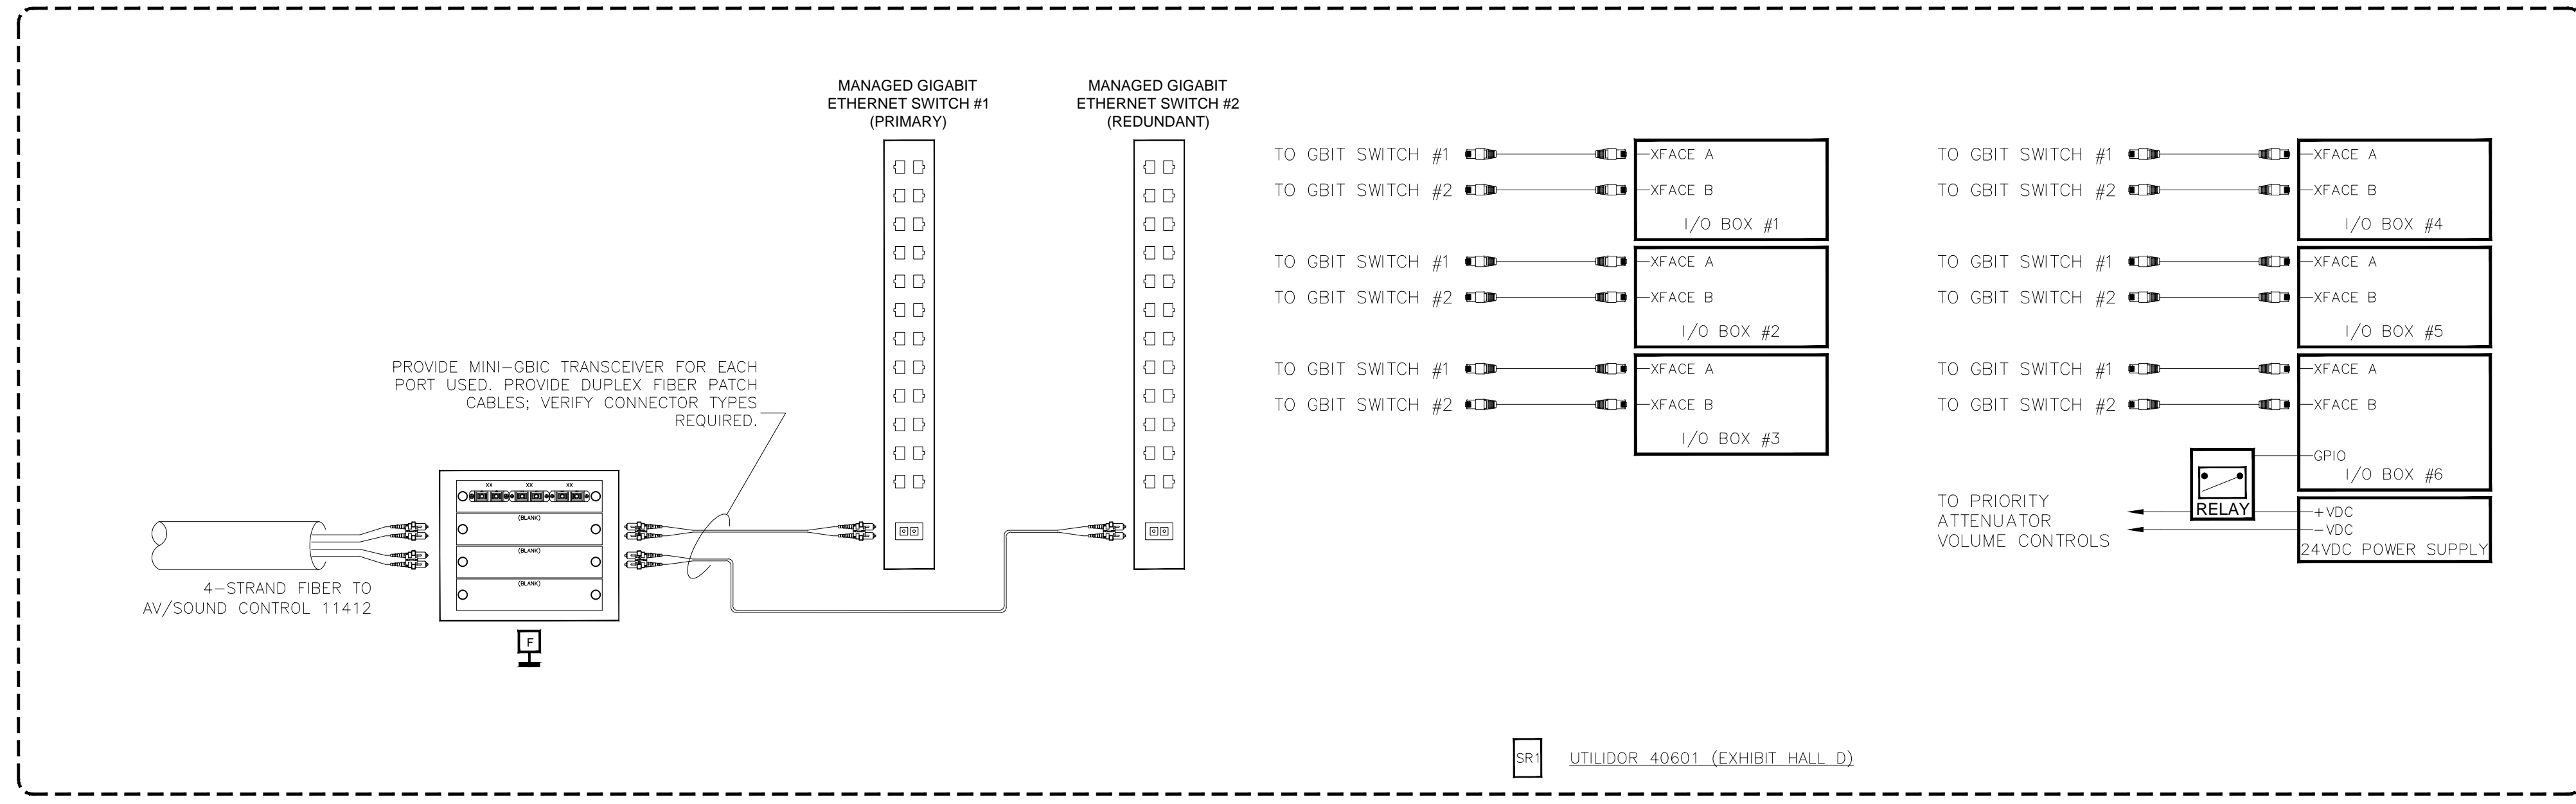 MANAGED GIGABIT
ETHERNET SWITCH #1
(PRIMARY)
MANAGED GIGABIT
ETHERNET SWITCH #2
(REDUNDANT)
PROVIDE MINI-GBIC TRANSCEIVER FOR EACH
PORT USED. PROVIDE DUPLEX FIBER PATCH
CABLES; VERIFY CONNECTOR TYPES
REQUIRED.
XX XX XX
(BLANK)
(BLANK)
(BLANK)
4-STRAND FIBER TO
AV/SOUND CONTROL 11412
F
TO GBIT SWITCH #1
XFACE A
TO GBIT SWITCH #2
XFACE B
I/O BOX #1
TO GBIT SWITCH #1
XFACE A
TO GBIT SWITCH #2
XFACE B
I/O BOX #2
TO GBIT SWITCH #1
XFACE A
TO GBIT SWITCH #2
XFACE B
I/O BOX #3
TO GBIT SWITCH #1
XFACE A
TO GBIT SWITCH #2
XFACE B
I/O BOX #4
TO GBIT SWITCH #1
XFACE A
TO GBIT SWITCH #2
XFACE B
I/O BOX #5
TO GBIT SWITCH #1
XFACE A
TO GBIT SWITCH #2
XFACE B
GPIO
I/O BOX #6
RELAY
TO PRIORITY
ATTENUATOR
VOLUME CONTROLS
+VDC
-VDC
24VDC POWER SUPPLY
SR1
UTILIDOR 40601 (EXHIBIT HALL D)